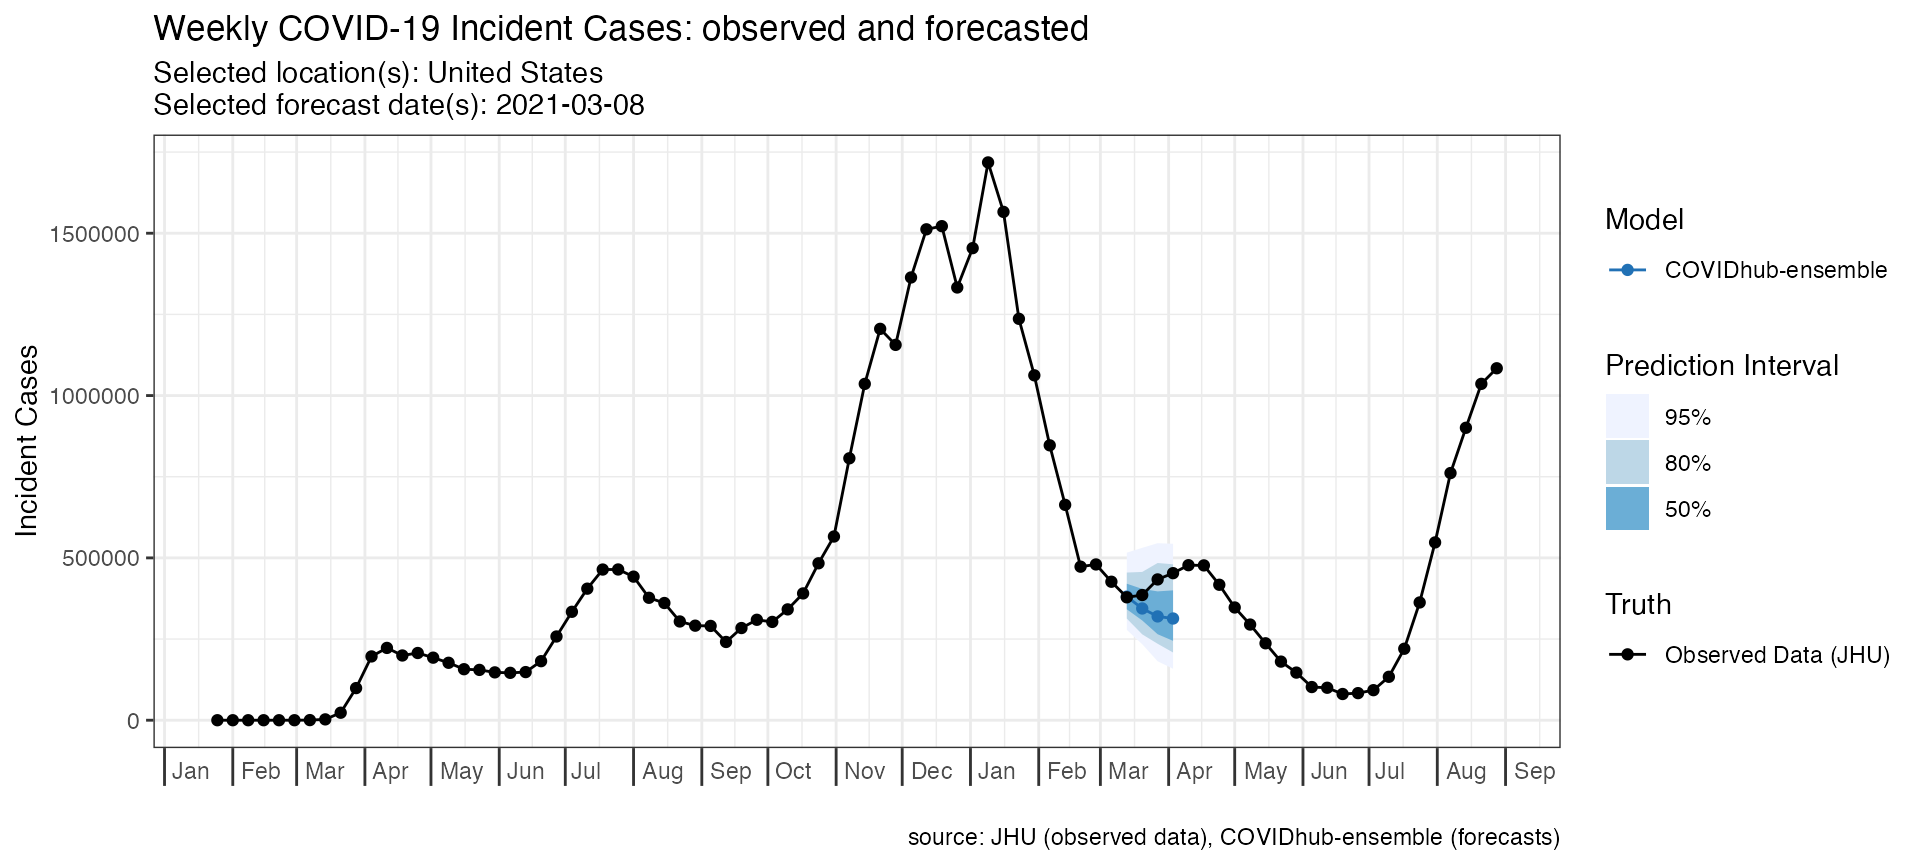 Weekly COVID-19 Incident Cases: observed and forecasted
Selected location(s): United States
Selected forecast date(s): 2021-03-08
Incident Cases
1500000
1000000
500000
0
Jan Feb Mar Apr May Jun Jul Aug Sep Oct Nov Dec Jan Feb Mar Apr May Jun Jul Aug Sep
Model
COVIDhub-ensemble
Prediction Interval
95%
80%
50%
Truth
Observed Data (JHU)
source: JHU (observed data), COVIDhub-ensemble (forecasts)